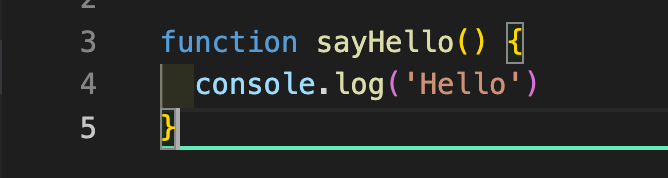 3 function sayHello() {
4   console.log('Hello')
5 }